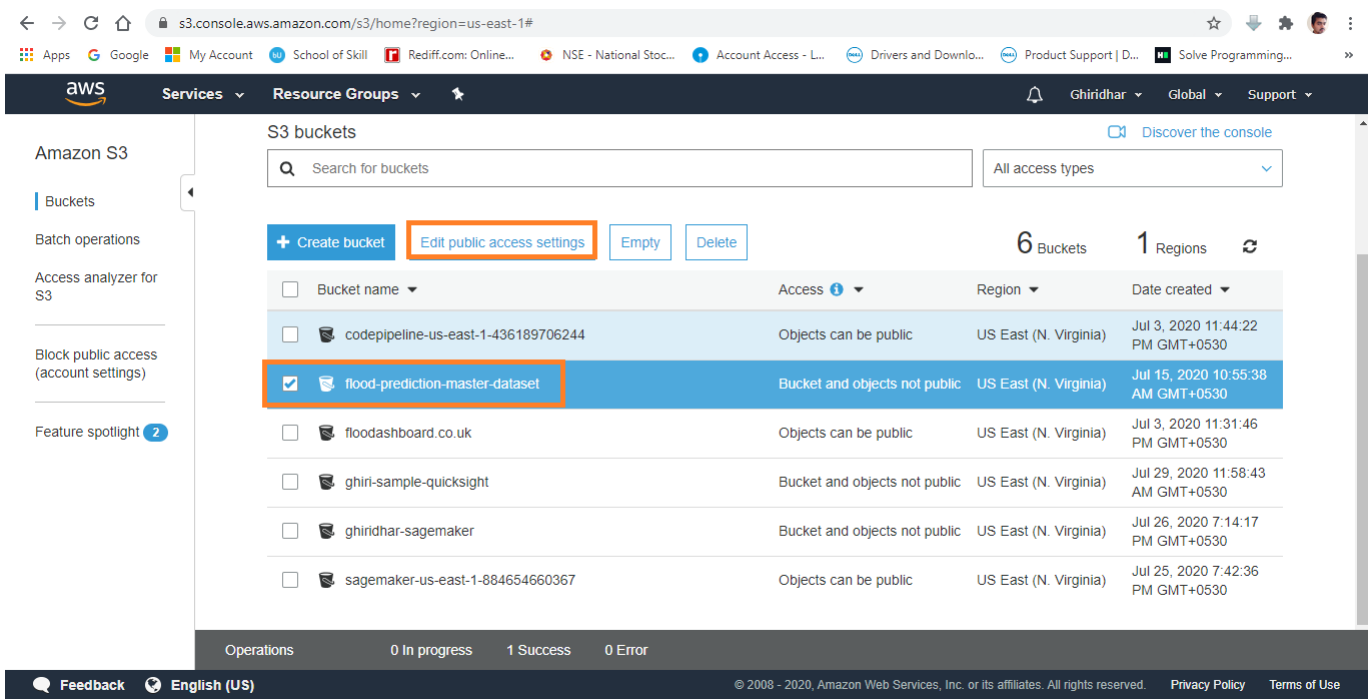 s3.console.aws.amazon.com/s3/home?region=us-east-1#
Apps Google My Account School of Skill Rediff.com: Online... NSE - National Stoc... Account Access - L... Drivers and Downlo... Product Support | D... Solve Programming... »
aws Services Resource Groups Ghiridhar Global Support
Amazon S3
Buckets
Batch operations
Access analyzer for
S3
Block public access
(account settings)
Feature spotlight 2
S3 buckets Discover the console
Search for buckets All access types
Create bucket Edit public access settings Empty Delete 6 Buckets 1 Regions
Bucket name Access Region Date created
codepipeline-us-east-1-436189706244 Objects can be public US East (N. Virginia) Jul 3, 2020 11:44:22
PM GMT+0530
flood-prediction-master-dataset Bucket and objects not public US East (N. Virginia) Jul 15, 2020 10:55:38
AM GMT+0530
floodashboard.co.uk Objects can be public US East (N. Virginia) Jul 3, 2020 11:31:46
PM GMT+0530
ghiri-sample-quicksight Bucket and objects not public US East (N. Virginia) Jul 29, 2020 11:58:43
AM GMT+0530
ghiridhar-sagemaker Bucket and objects not public US East (N. Virginia) Jul 26, 2020 7:14:17
PM GMT+0530
sagemaker-us-east-1-884654660367 Objects can be public US East (N. Virginia) Jul 25, 2020 7:42:36
PM GMT+0530
Operations 0 In progress 1 Success 0 Error
Feedback English (US) © 2008 - 2020, Amazon Web Services, Inc. or its affiliates. All rights reserved. Privacy Policy Terms of Use